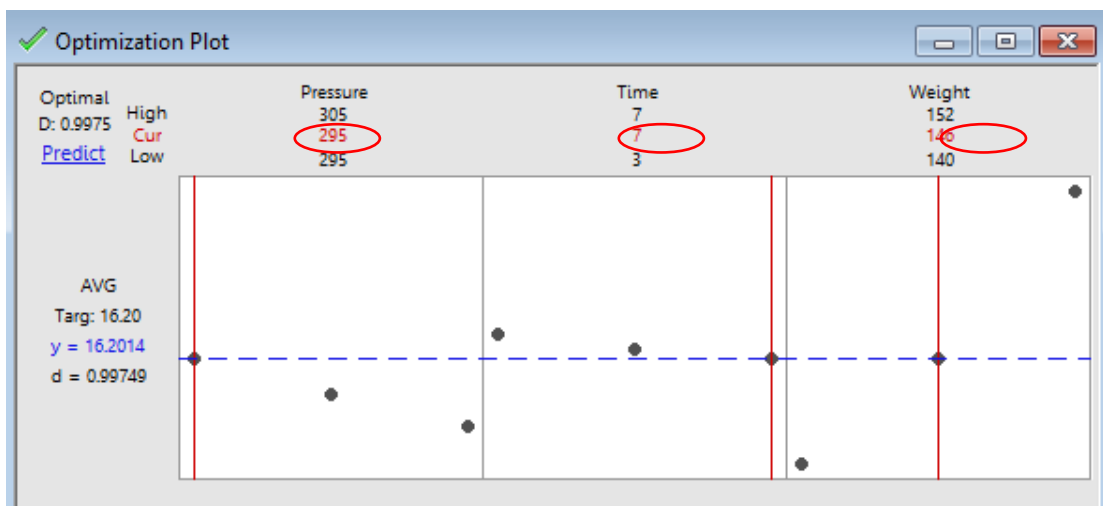 Optimization Plot
Optimal
D: 0.9975
Predict
High
Cur
Low
Pressure
305
295
295
Time
7
7
3
Weight
152
146
140
AVG
Targ: 16.20
y = 16.2014
d = 0.99749